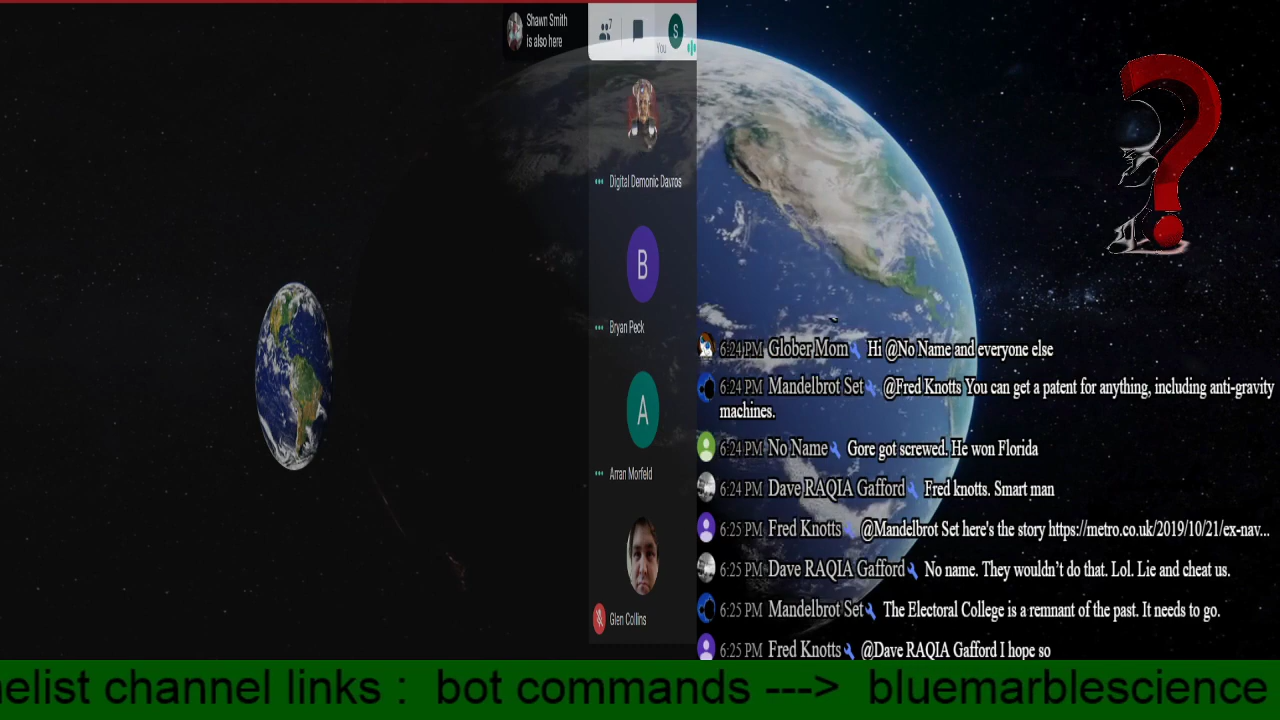 Shawn Smith
is also here
7
S
You
Digital Demonic Davros
B
Bryan Peck
A
Arran Morfeld
Glen Collins
6:24 PM Glober Mom Hi @No Name and everyone else
6:24 PM Mandelbrot Set @Fred Knotts You can get a patent for anything, including anti-gravity
machines.
6:24 PM No Name Gore got screwed. He won Florida
6:24 PM Dave RAQIA Gafford Fred knotts. Smart man
6:25 PM Fred Knotts @Mandelbrot Set here's the story https://metro.co.uk/2019/10/21/ex-nav...
6:25 PM Dave RAQIA Gafford No name. They wouldn’t do that. Lol. Lie and cheat us.
6:25 PM Mandelbrot Set The Electoral College is a remnant of the past. It needs to go.
6:25 PM Fred Knotts @Dave RAQIA Gafford I hope so
nelist channel links : bot commands ---> bluemarblescience